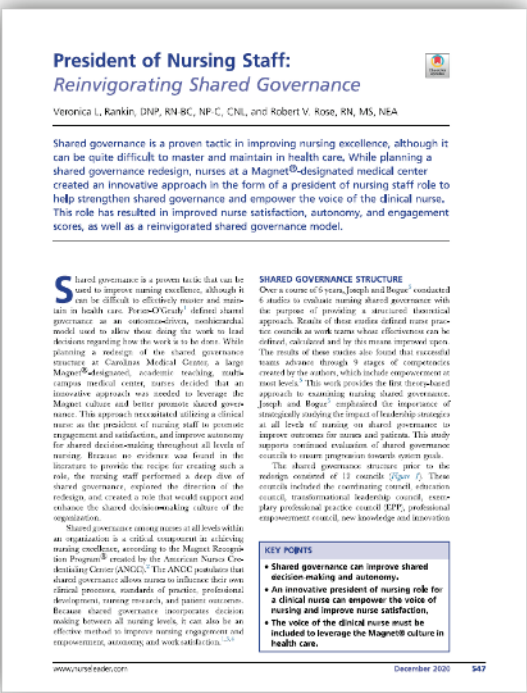 President of Nursing Staff:
Reinvigorating Shared Governance
Veronica L. Rankin, DNP, RN-BC, NP-C, CNL, and Robert V. Rose, RN, MS, NEA
Shared governance is a proven tactic in improving nursing excellence, although it
can be quite difficult to master and maintain in health care. While planning a
shared governance redesign, nurses at a Magnet®-designated medical center
created an innovative approach in the form of a president of nursing staff role to
help strengthen shared governance and empower the voice of the clinical nurse.
This role has resulted in improved nurse satisfaction, autonomy, and engagement
scores, as well as a reinvigorated shared governance model.
Shared governance is a proven tactic that can be
used to improve nursing excellence, although it
can be difficult to effectively master and main-
tain in health care. Porter-O'Grady¹ defined shared
governance as an outcome-driven, nonhierarchal
model used to allow those doing the work to lead
decisions regarding how the work is to be done. While
planning a redesign of the shared governance
structure at Carolinas Medical Center, a large
Magnet®-designated, academic teaching, multi-
campus medical center, nurses decided that an
innovative approach was needed to leverage the
Magnet culture and better promote shared gover-
nance. This approach necessitated utilizing a clinical
nurse as the president of nursing staff to promote
engagement and satisfaction, and improve autonomy
for shared decision-making throughout all levels of
nursing. Because no evidence was found in the
literature to provide the recipe for creating such a
role, the nursing staff performed a deep dive of
shared governance, explored the direction of the
redesign, and created a role that would support and
enhance the shared decision-making culture of the
organization.
Shared governance among nurses at all levels within
an organization is a critical component in achieving
nursing excellence, according to the Magnet Recogni-
tion Program® created by the American Nurses Cre-
dentialing Center (ANCC).² The ANCC postulates that
shared governance allows nurses to influence their own
clinical processes, standards of practice, professional
development, nursing research, and patient outcomes.
Because shared governance incorporates decision
making between all nursing levels, it can also be an
effective method to improve nursing engagement and
empowerment, autonomy, and work satisfaction.
SHARED GOVERNANCE STRUCTURE
Over a course of 6 years, Joseph and Bogue conducted
6 studies to evaluate nursing shared governance with
the purpose of providing a structured theoretical
approach. Results of these studies defined nurse prac-
tice councils as work teams whose effectiveness can be
defined, calculated and by this means improved upon.
The results of these studies also found that successful
teams advance through 9 stages of competencies
created by the authors, which include empowerment at
most levels. This work provides the first theory-based
approach to examining nursing shared governance.
Joseph and Bogue emphasized the importance of
strategically studying the impact of leadership strategies
at all levels of nursing on shared governance to
improve outcomes for nurses and patients. This study
supports continued evaluation of shared governance
councils to ensure progression towards system goals.
The shared governance structure prior to the
redesign consisted of 12 councils (Figure 1). These
councils included the coordinating council, education
council, transformational leadership council, exem-
plary professional practice council (EPP), professional
empowerment council, new knowledge and innovation
KEY POINTS
• Shared governance can improve shared
decision-making and autonomy.
• An innovative president of nursing role for
a clinical nurse can empower the voice of
nursing and improve nurse satisfaction.
• The voice of the clinical nurse must be
included to leverage the Magnet® culture in
health care.
www.nurseleader.com
December 2020 547